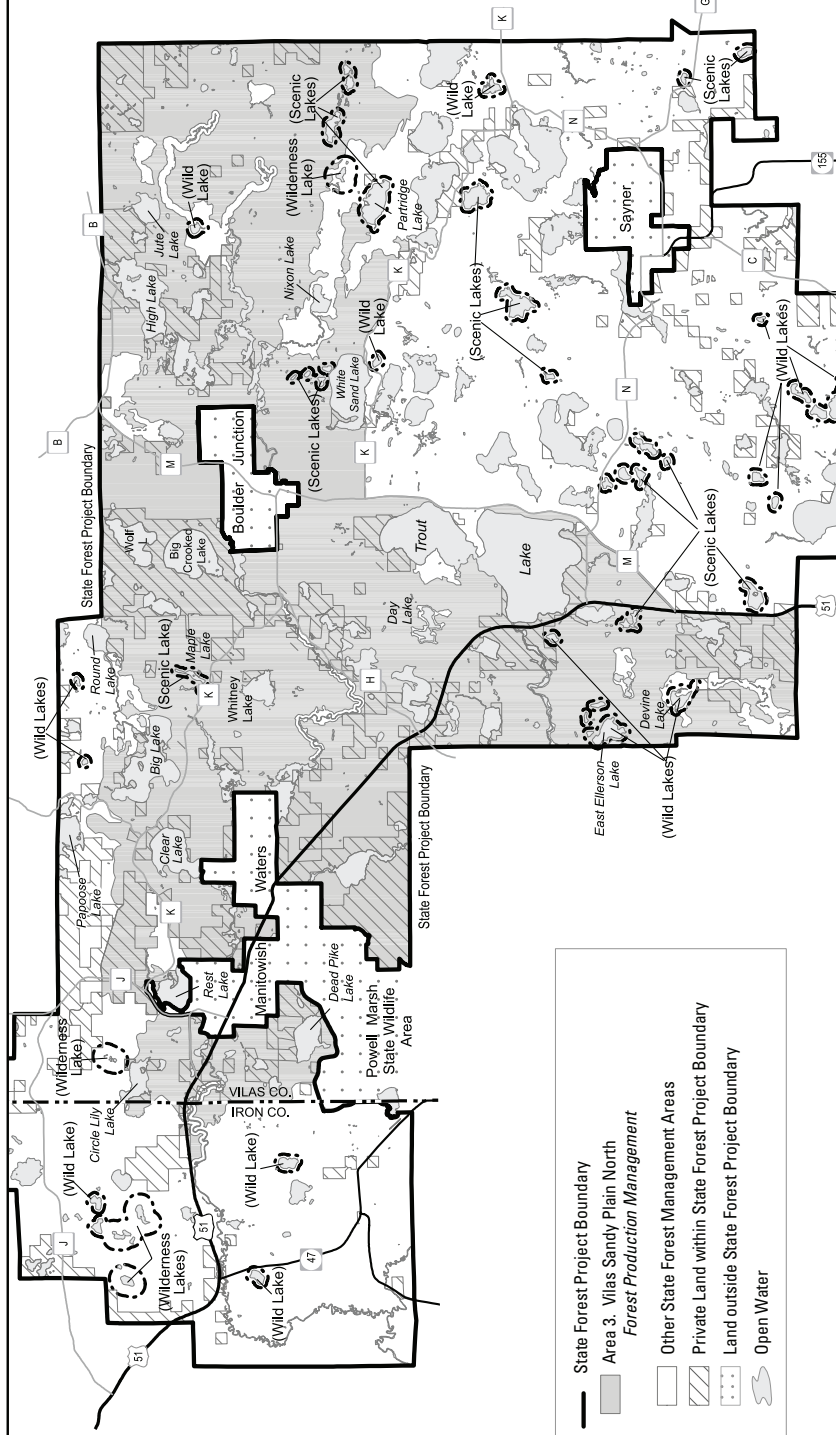 State Forest Project Boundary
Area 3. Vilas Sandy Plain North
Forest Production Management
Other State Forest Management Areas
Private Land within State Forest Project Boundary
Land outside State Forest Project Boundary
Open Water
51
J
(Wilderness
Lakes)
(Wild Lake)
Circle Lily
Lake
(Wilderness
Lake)
51
47
(Wild Lake)
(Wild Lake)
VILAS CO.
IRON CO.
J
Papoose
Lake
K
Rest
Lake
Manitowish
Waters
Dead Pike
Lake
Powell Marsh
State Wildlife
Area
Clear
Lake
(Wild Lakes)
Round
Lake
Big Lake
(Scenic Lake)
Maple
Lake
K
Whitney
Lake
State Forest Project Boundary
H
Day
Lake
State Forest Project Boundary
Wolf
L
Big
Crooked
Lake
Boulder
Junction
M
B
B
High Lake
Jute
Lake
(Wild
Lake)
Nixon Lake
(Wilderness
Lake)
(Scenic
Lakes)
Partridge
Lake
(Scenic Lakes)
White
Sand Lake
(Wild
Lake)
K
K
Trout
Lake
M
East Ellerson
Lake
Devine
Lake
(Wild Lakes)
51
(Scenic Lakes)
N
(Scenic Lakes)
(Wild
Lake)
K
N
G
(Scenic
Lakes)
Sayner
155
C
(Wild Lakes)